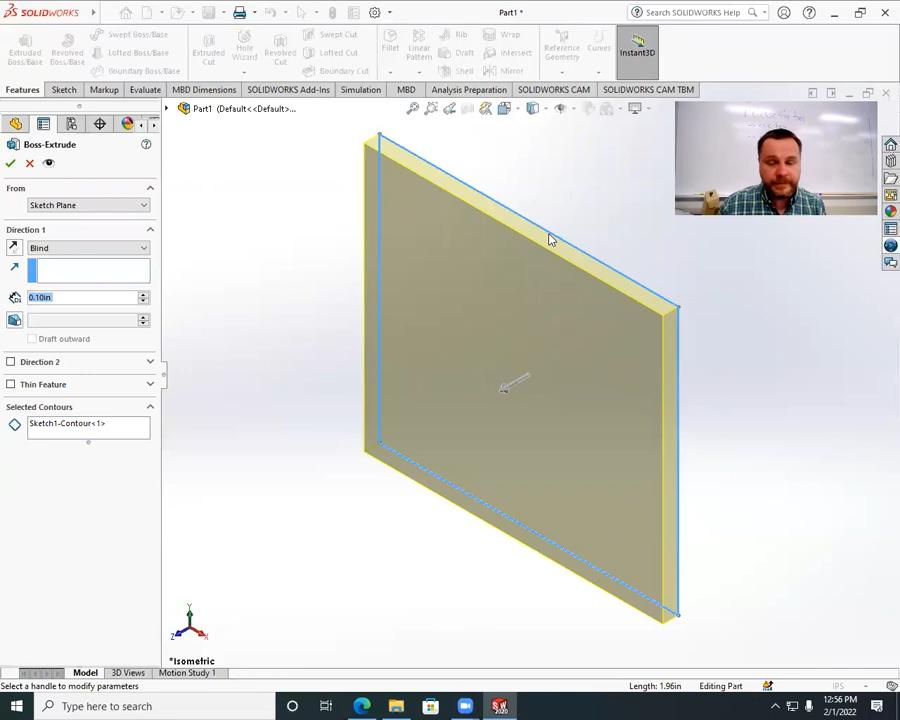 SOLIDWORKS
Part1 *
Search SOLIDWORKS Help
Extruded Boss/Base
Revolved Boss/Base
Swept Boss/Base
Lofted Boss/Base
Boundary Boss/Base
Extruded Cut
Hole Wizard
Revolved Cut
Swept Cut
Lofted Cut
Boundary Cut
Fillet
Linear Pattern
Rib
Draft
Shell
Wrap
Intersect
Mirror
Reference Geometry
Curves
Instant3D
Features
Sketch
Markup
Evaluate
MBD Dimensions
SOLIDWORKS Add-Ins
Simulation
MBD
Analysis Preparation
SOLIDWORKS CAM
SOLIDWORKS CAM TBM
Part1 (Default<<Default>...
Boss-Extrude
From
Sketch Plane
Direction 1
Blind
0.10in
Draft outward
Direction 2
Thin Feature
Selected Contours
Sketch1-Contour<1>
Y
Z
X
*Isometric
Model
3D Views
Motion Study 1
Select a handle to modify parameters
Length: 1.96in
Editing Part
IPS
Type here to search
SW
2020
12:56 PM
2/1/2022